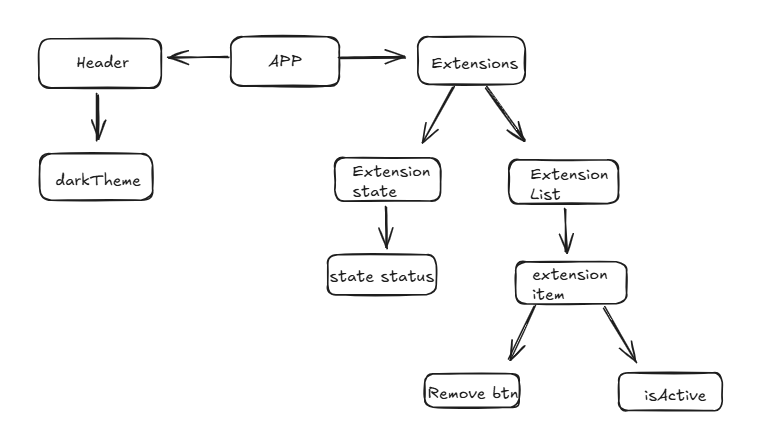 Header
APP
Extensions
darkTheme
Extension
state
Extension
List
state status
extension
item
Remove btn
isActive